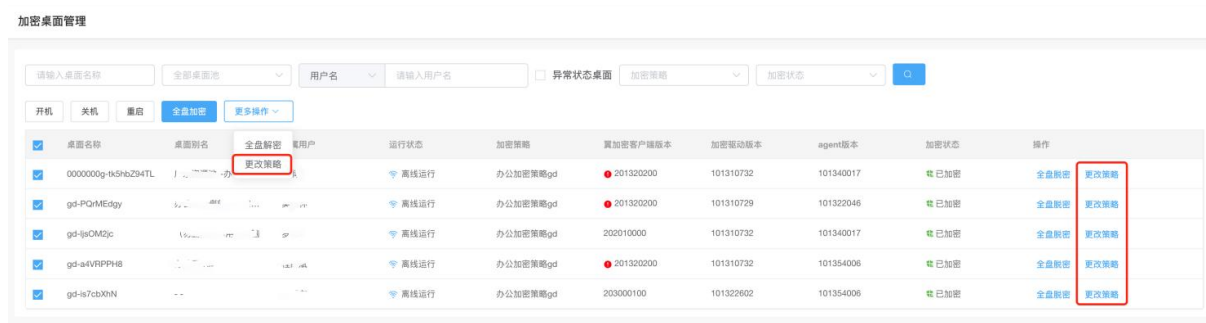 加密桌面管理
请输入桌面名称 全部桌面池 用户名 请输入用户名 异常状态桌面 加密策略 加密状态
开机 关机 重启 全盘加密 更多操作
全盘解密
更改策略
桌面名称 桌面别名 属用户 运行状态 加密策略 翼加密客户端版本 加密驱动版本 agent版本 加密状态 操作
0000000g-tk5hbZ94TL 离线运行 办公加密策略gd 201320200 101310732 101340017 已加密 全盘脱密 更改策略
gd-PQrMEdgy 离线运行 办公加密策略gd 201320200 101310729 101322046 已加密 全盘脱密 更改策略
gd-ljsOM2jc 离线运行 办公加密策略gd 202010000 101310732 101340017 已加密 全盘脱密 更改策略
gd-a4VRPPH8 离线运行 办公加密策略gd 201320200 101310732 101354006 已加密 全盘脱密 更改策略
gd-is7cbXhN -- 离线运行 办公加密策略gd 203000100 101322602 101354006 已加密 全盘脱密 更改策略